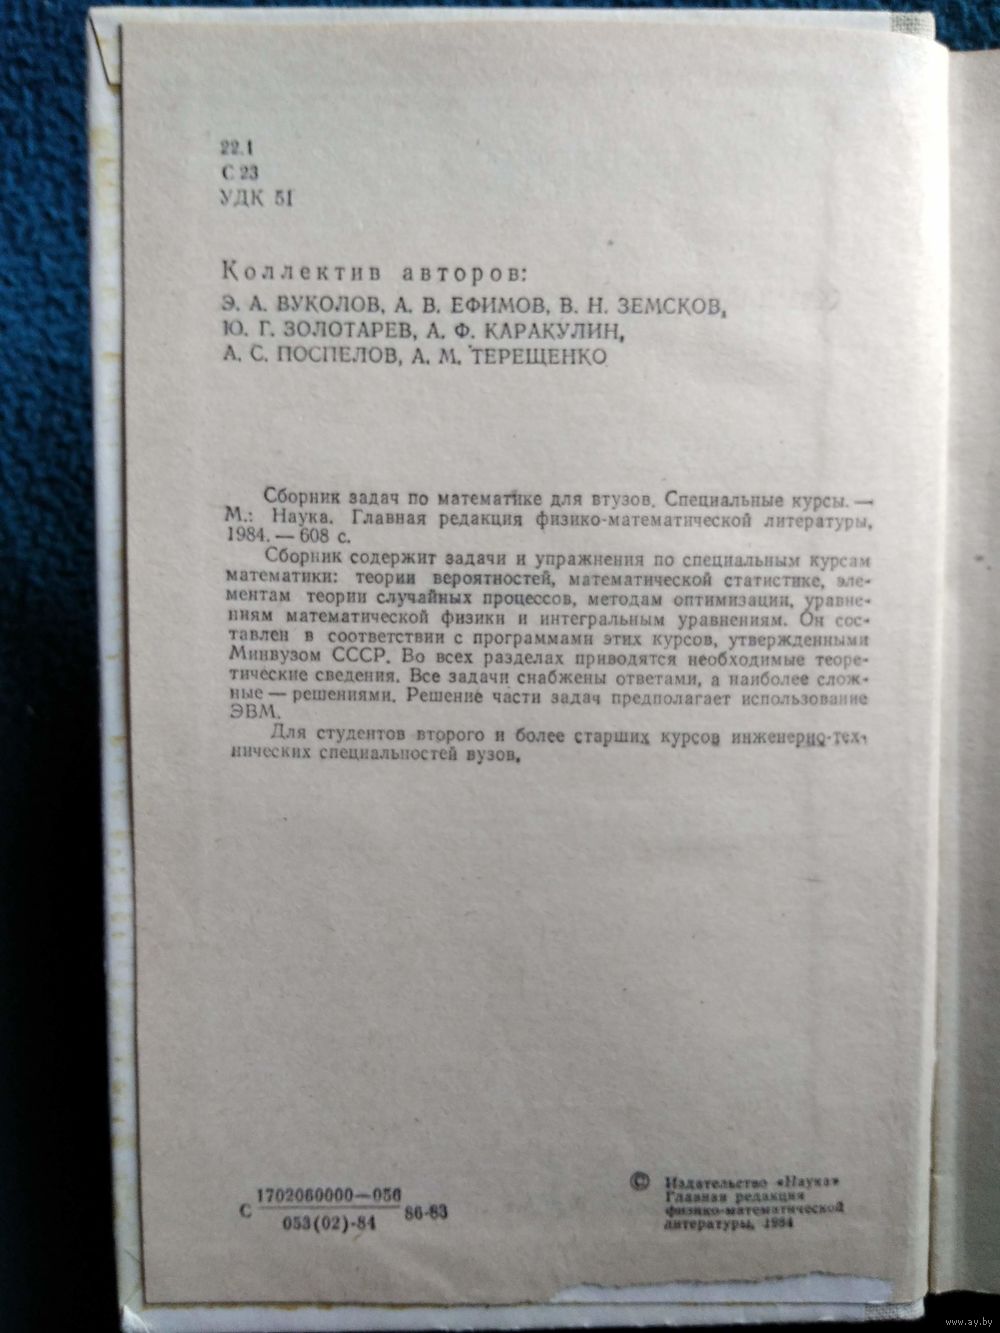 22.1
С 23
УДК 51
Коллектив авторов:
Э. А. ВУКОЛОВ, А. В. ЕФИМОВ, В. Н. ЗЕМСКОВ,
Ю. Г. ЗОЛОТАРЕВ, А. Ф. КАРАКУЛИН,
А. С. ПОСПЕЛОВ, А. М. ТЕРЕЩЕНКО
Сборник задач по математике для втузов. Специальные курсы. —
М.: Наука. Главная редакция физико-математической литературы,
1984. — 608 с.
Сборник содержит задачи и упражнения по специальным курсам
математики: теории вероятностей, математической статистике, эле-
ментам теории случайных процессов, методам оптимизации, уравне-
ниям математической физики и интегральным уравнениям. Он сос-
тавлен в соответствии с программами этих курсов, утвержденными
Минвузом СССР. Во всех разделах приводятся необходимые теоре-
тические сведения. Все задачи снабжены ответами, а наиболее слож-
ные — решениями. Решение части задач предполагает использование
ЭВМ.
Для студентов второго и более старших курсов инженерно-тех-
нических специальностей вузов.
С 1702060000—056
053(02)-84 86-83
© Издательство «Наука»
Главная редакция
физико-математической
литературы, 1984
www.ay.by